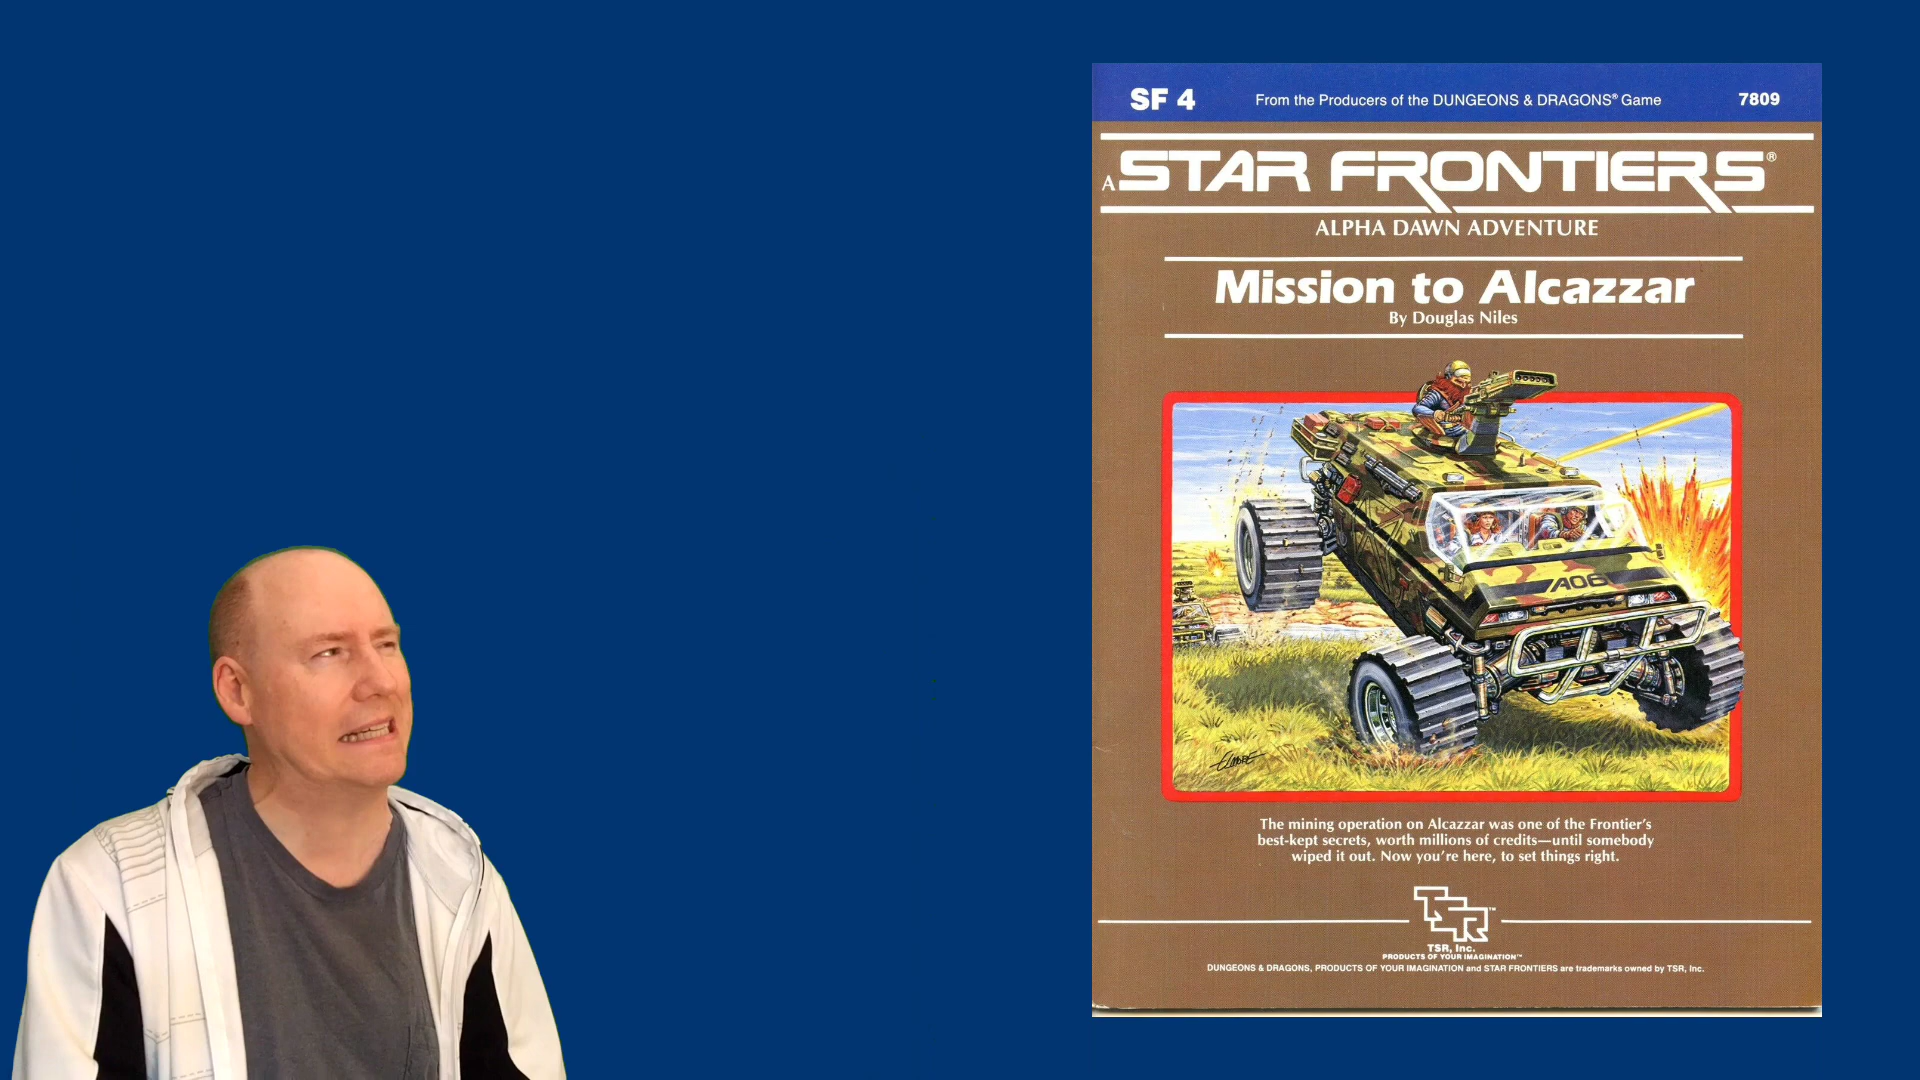 SF 4
From the Producers of the DUNGEONS & DRAGONS® Game
7809
A STAR FRONTIERS®
ALPHA DAWN ADVENTURE
Mission to Alcazzar
By Douglas Niles
A06
ELMORE
The mining operation on Alcazzar was one of the Frontier's
best-kept secrets, worth millions of credits—until somebody
wiped it out. Now you're here, to set things right.
TSR™
TSR, Inc.
PRODUCTS OF YOUR IMAGINATION™
DUNGEONS & DRAGONS, PRODUCTS OF YOUR IMAGINATION and STAR FRONTIERS are trademarks owned by TSR, Inc.